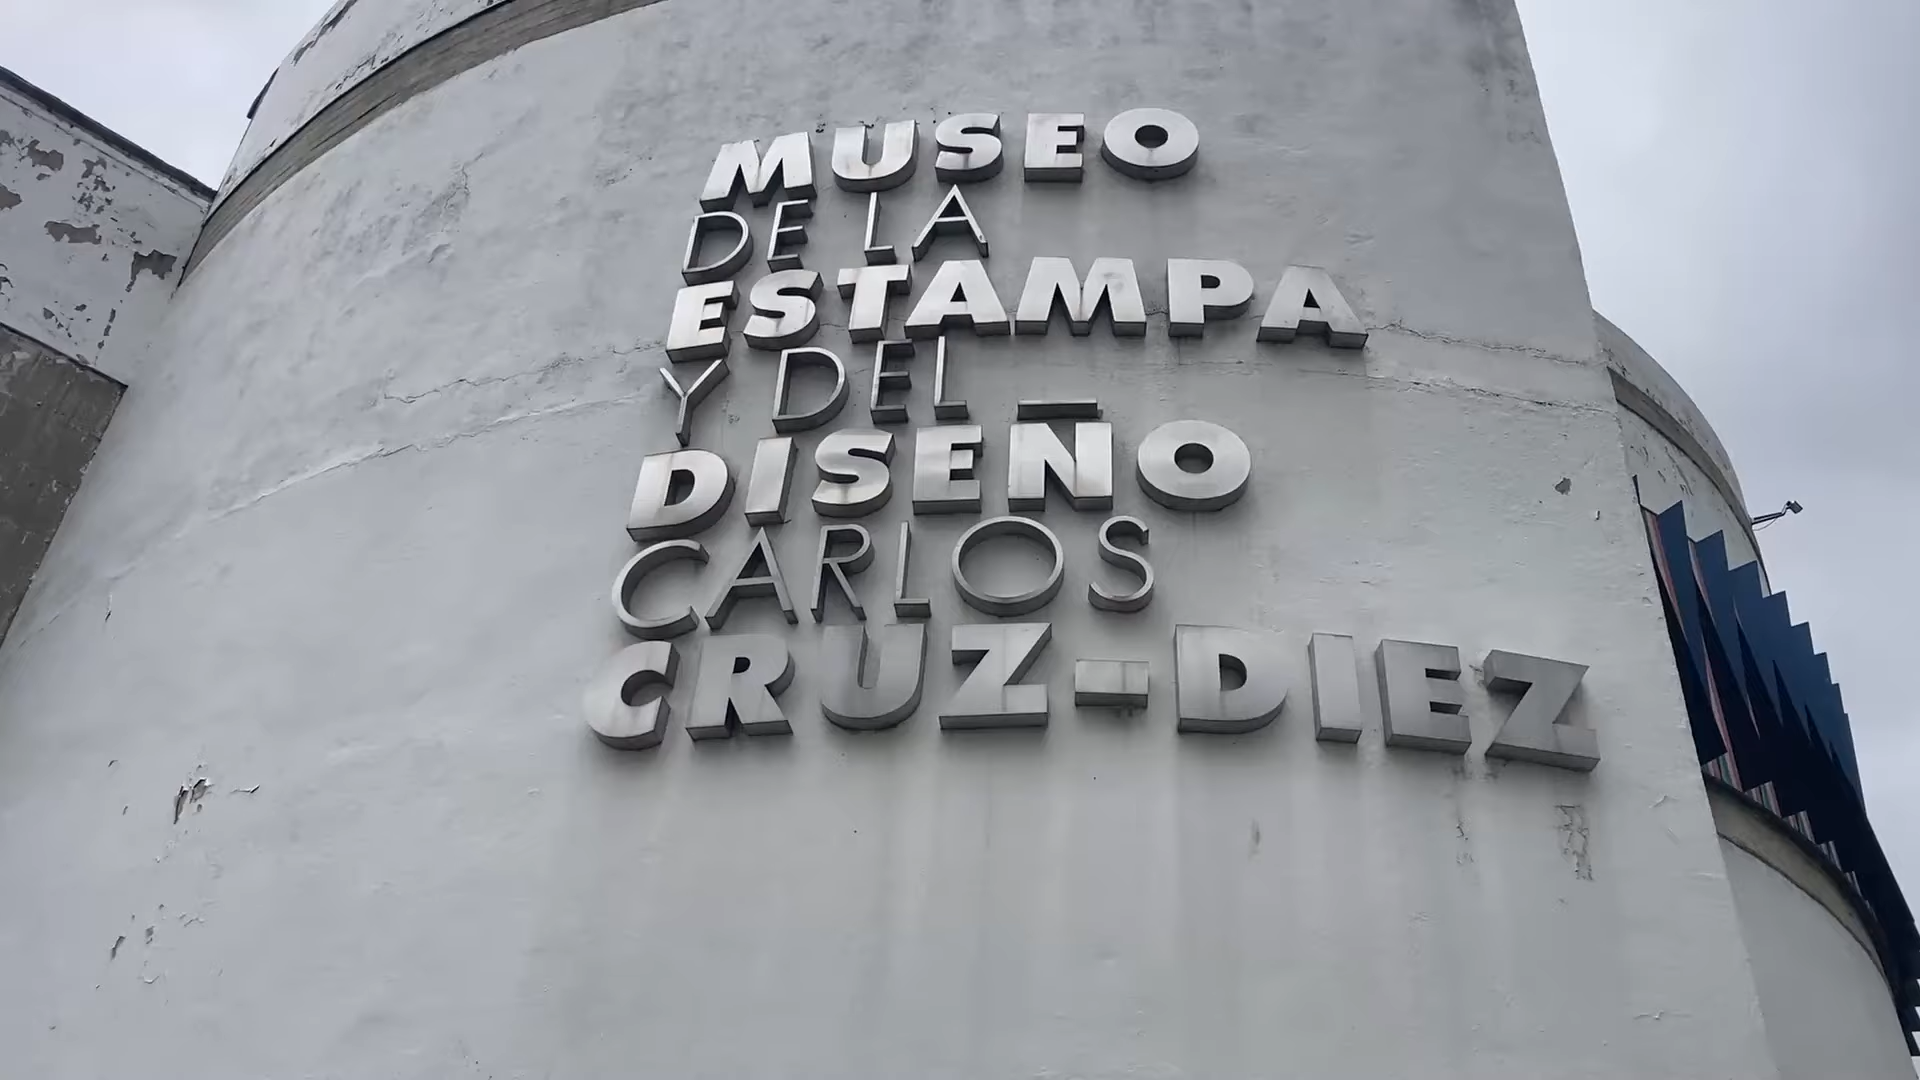 MUSEO
DE LA
ESTAMPA
Y DEL
DISEÑO
CARLOS
CRUZ-DIEZ